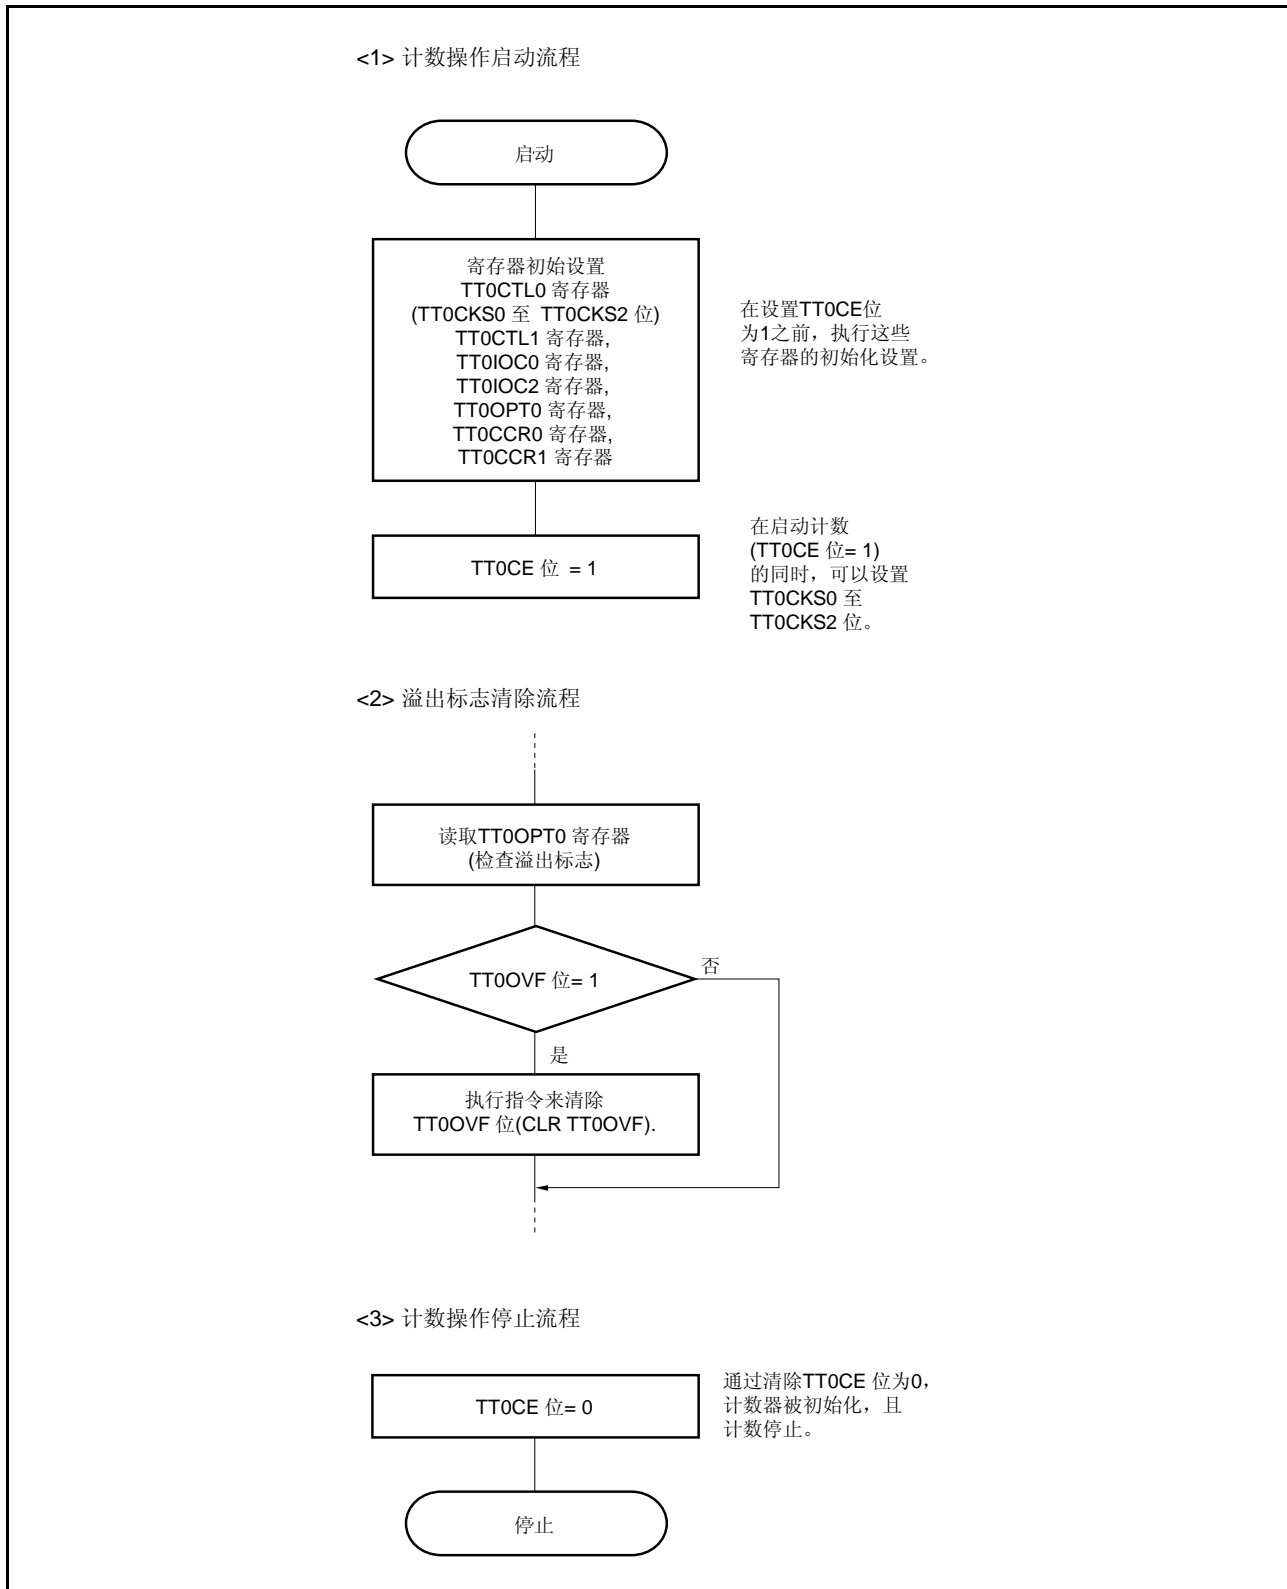 <1> 计数操作启动流程
启动
寄存器初始设置
TT0CTL0 寄存器
(TT0CKS0 至 TT0CKS2 位)
TT0CTL1 寄存器,
TT0IOC0 寄存器,
TT0IOC2 寄存器,
TT0OPT0 寄存器,
TT0CCR0 寄存器,
TT0CCR1 寄存器
在设置TT0CE位
为1之前，执行这些
寄存器的初始化设置。
TT0CE 位 = 1
在启动计数
(TT0CE 位= 1)
的同时，可以设置
TT0CKS0 至
TT0CKS2 位。
<2> 溢出标志清除流程
读取TT0OPT0 寄存器
(检查溢出标志)
TT0OVF 位= 1
否
是
执行指令来清除
TT0OVF 位(CLR TT0OVF).
<3> 计数操作停止流程
TT0CE 位= 0
通过清除TT0CE 位为0，
计数器被初始化，且
计数停止。
停止